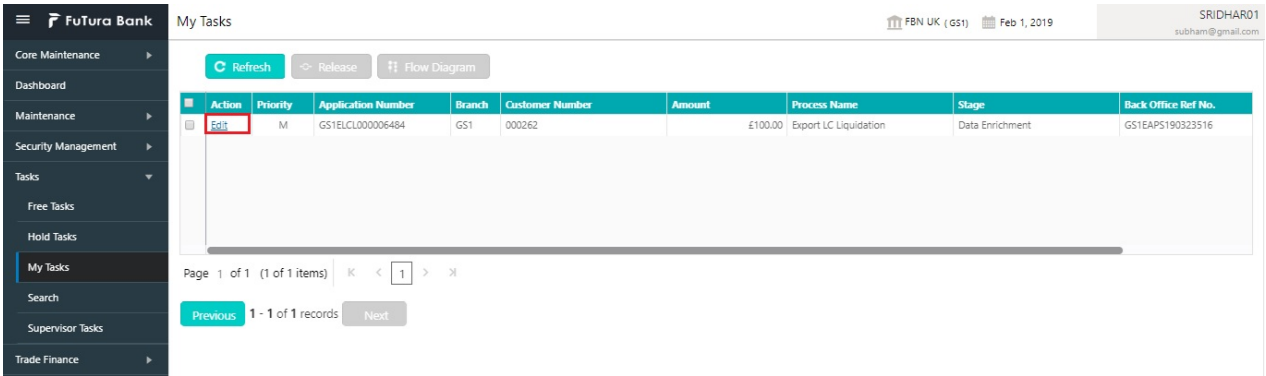 FuTura Bank
My Tasks
FBN UK ( GS1)
Feb 1, 2019
SRIDHAR01
subham@gmail.com
Core Maintenance
Dashboard
Maintenance
Security Management
Tasks
Free Tasks
Hold Tasks
My Tasks
Search
Supervisor Tasks
Trade Finance
Refresh
Release
Flow Diagram
Action Priority Application Number Branch Customer Number Amount Process Name Stage Back Office Ref No.
Edit M GS1ELCL000006484 GS1 000262 £100.00 Export LC Liquidation Data Enrichment GS1EAPS190323516
Page 1 of 1 (1 of 1 items) K < 1 > >|
Previous 1 - 1 of 1 records Next